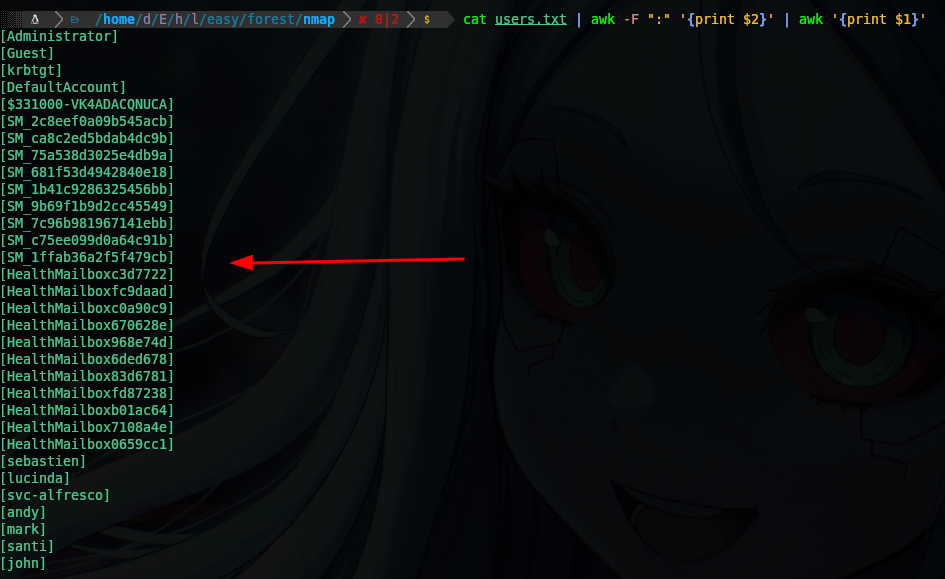 /home/d/E/h/l/easy/forest/nmap ✘ 0|2 $ cat users.txt | awk -F ":" '{print $2}' | awk '{print $1}'
[Administrator]
[Guest]
[krbtgt]
[DefaultAccount]
[$331000-VK4ADACQNUCA]
[SM_2c8eef0a09b545acb]
[SM_ca8c2ed5bdab4dc9b]
[SM_75a538d3025e4db9a]
[SM_681f53d4942840e18]
[SM_1b41c9286325456bb]
[SM_9b69f1b9d2cc45549]
[SM_7c96b981967141ebb]
[SM_c75ee099d0a64c91b]
[SM_1ffab36a2f5f479cb]
[HealthMailboxc3d7722]
[HealthMailboxfc9daad]
[HealthMailboxc0a90c9]
[HealthMailbox670628e]
[HealthMailbox968e74d]
[HealthMailbox6ded678]
[HealthMailbox83d6781]
[HealthMailboxfd87238]
[HealthMailboxb01ac64]
[HealthMailbox7108a4e]
[HealthMailbox0659cc1]
[sebastien]
[lucinda]
[svc-alfresco]
[andy]
[mark]
[santi]
[john]